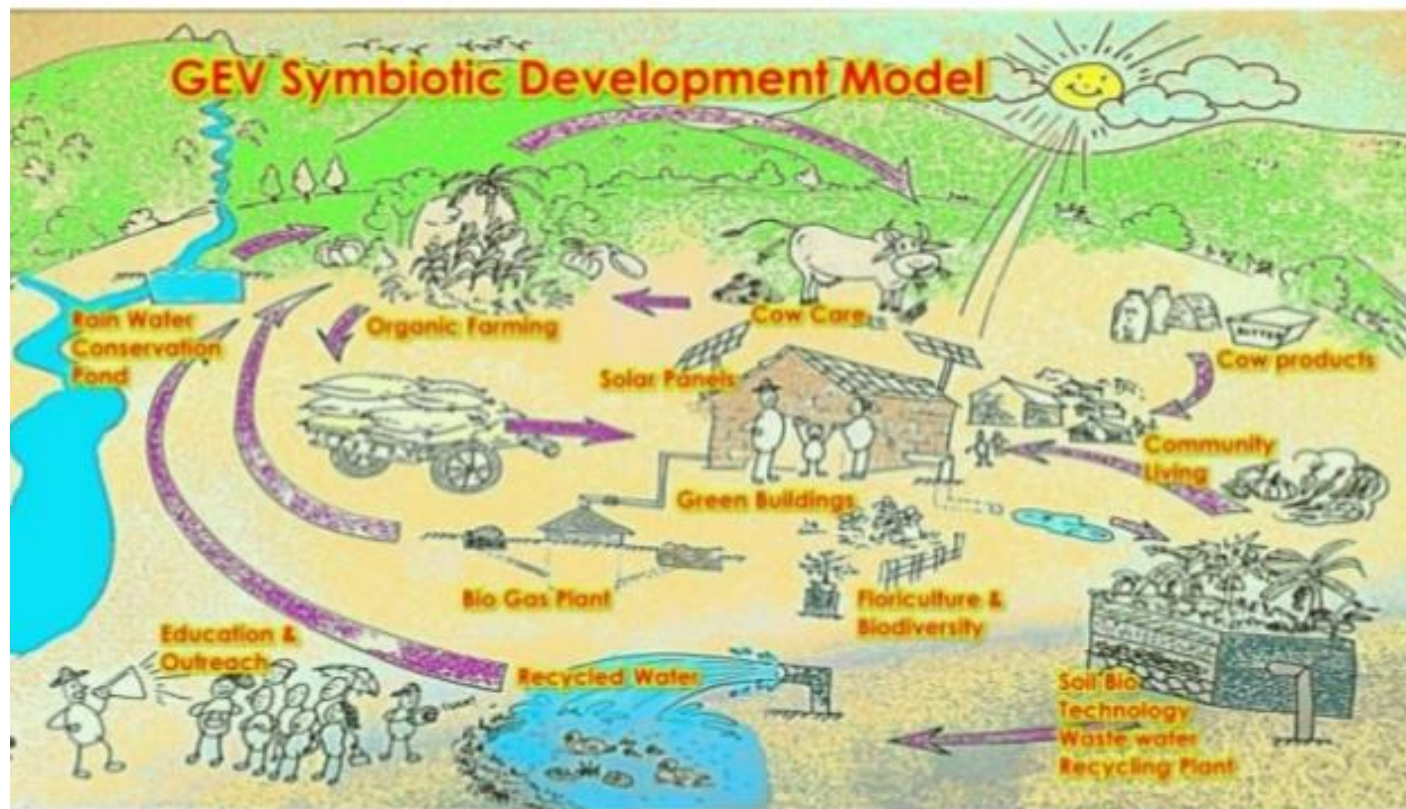 GEV Symbiotic Development Model
Rain Water
Conservation
Pond
Organic Farming
Cow Care
BUTTER
Cow products
Solar Panels
Community
Living
Green Buildings
Bio Gas Plant
Floriculture &
Biodiversity
Education &
Outreach
Recycled Water
Soil Bio
Technology
Waste water
Recycling Plant